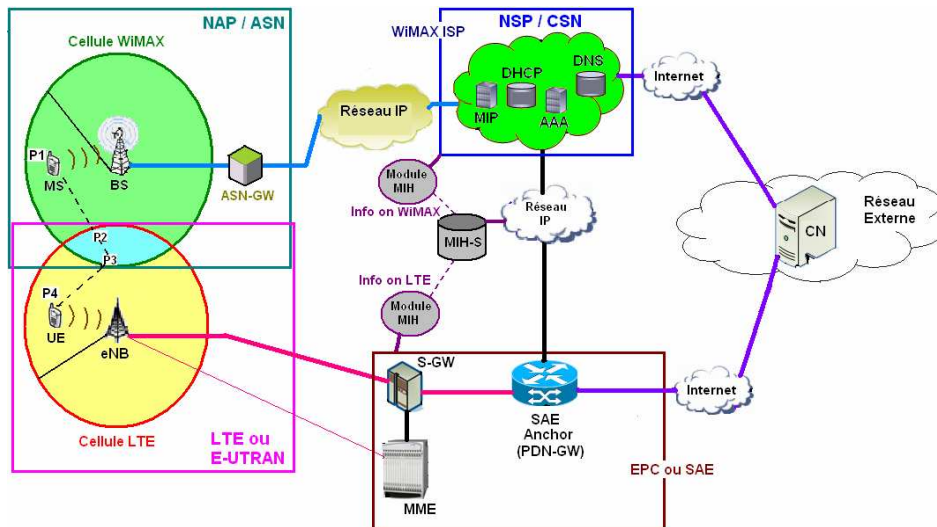 NAP / ASN
Cellule WiMAX
P1
MS
BS
ASN-GW
Réseau IP
WiMAX ISP
NSP / CSN
DHCP
DNS
MIP
AAA
Internet
Module
MIH
Info on WiMAX
MIH-S
Réseau
IP
Info on LTE
Module
MIH
Réseau
Externe
CN
P2
P3
P4
UE
eNB
Cellule LTE
LTE ou
E-UTRAN
S-GW
MME
SAE
Anchor
(PDN-GW)
Internet
EPC ou SAE